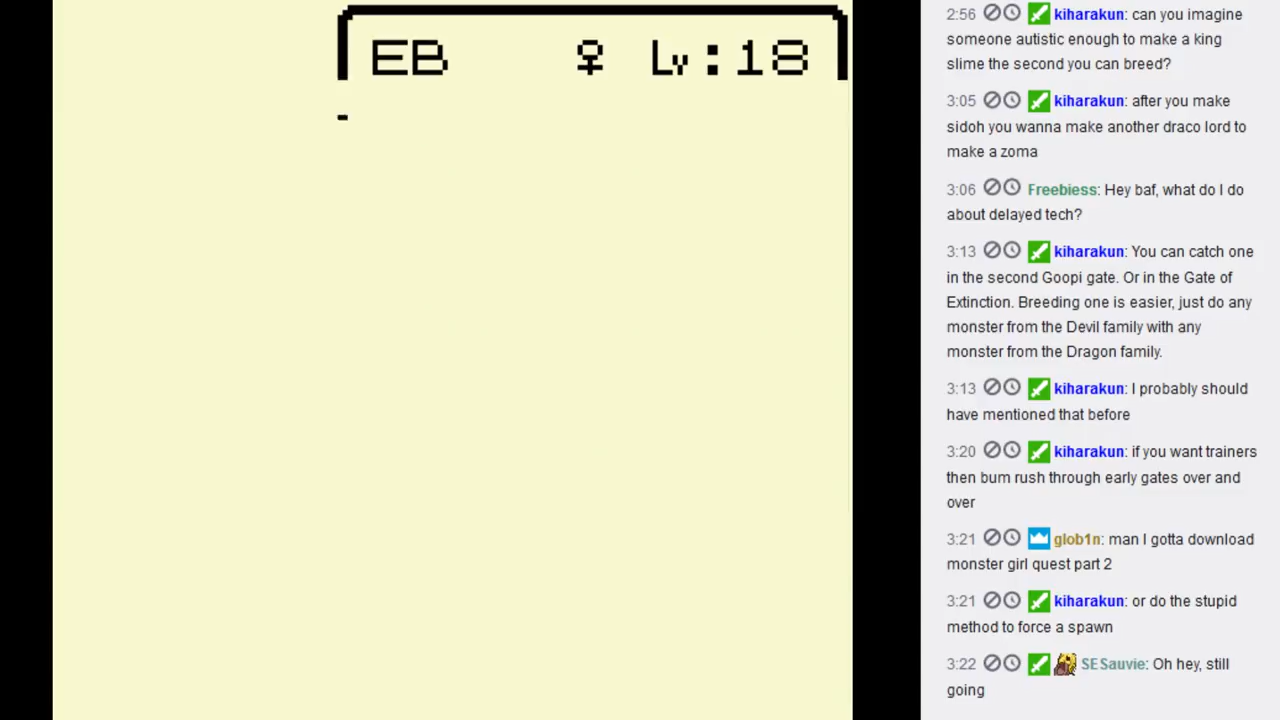 EB ♀ Lv:18
2:56 kiharakun: can you imagine
someone autistic enough to make a king
slime the second you can breed?
3:05 kiharakun: after you make
sidoh you wanna make another draco lord to
make a zoma
3:06 Freebiess: Hey baf, what do I do
about delayed tech?
3:13 kiharakun: You can catch one
in the second Goopi gate. Or in the Gate of
Extinction. Breeding one is easier, just do any
monster from the Devil family with any
monster from the Dragon family.
3:13 kiharakun: I probably should
have mentioned that before
3:20 kiharakun: if you want trainers
then bum rush through early gates over and
over
3:21 glob1n: man I gotta download
monster girl quest part 2
3:21 kiharakun: or do the stupid
method to force a spawn
3:22 SESauvie: Oh hey, still
going